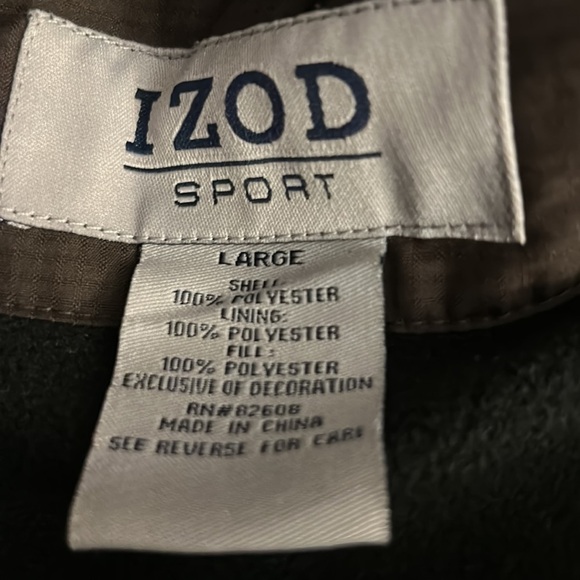 IZOD
SPORT
LARGE
SHELL:
100% POLYESTER
LINING:
100% POLYESTER
FILL:
100% POLYESTER
EXCLUSIVE OF DECORATION
RN#82608
MADE IN CHINA
SEE REVERSE FOR CARE